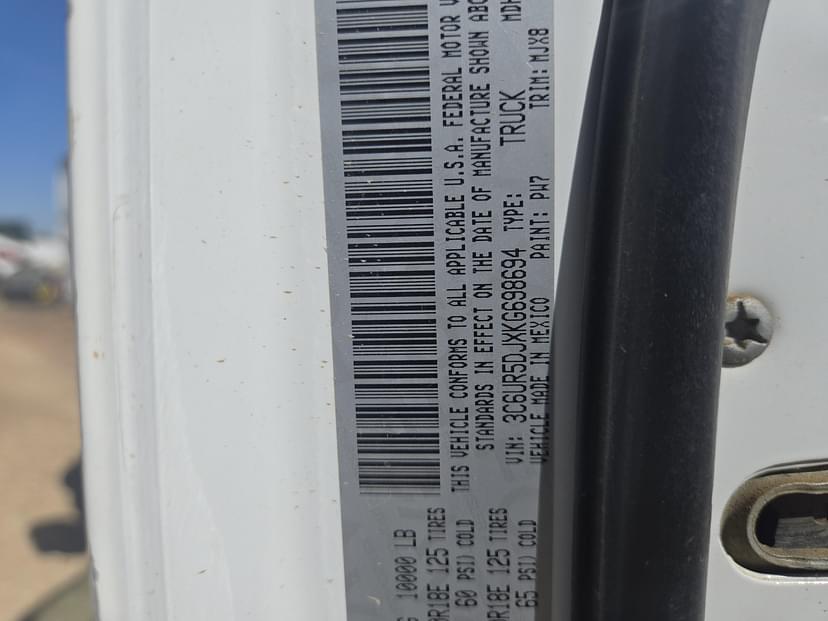 10000 LB
125 TIRES
60 PSI) COLD
125 TIRES
65 PSI) COLD
THIS VEHICLE CONFORMS TO ALL APPLICABLE U.S.A. FEDERAL MOTOR
STANDARDS IN EFFECT ON THE DATE OF MANUFACTURE SHOWN ABO
VIN: 3C6UR5DJXKG698694 TYPE: TRUCK MDH
VEHICLE MADE IN MEXICO PAINT: PW7 TRIM: MJX8